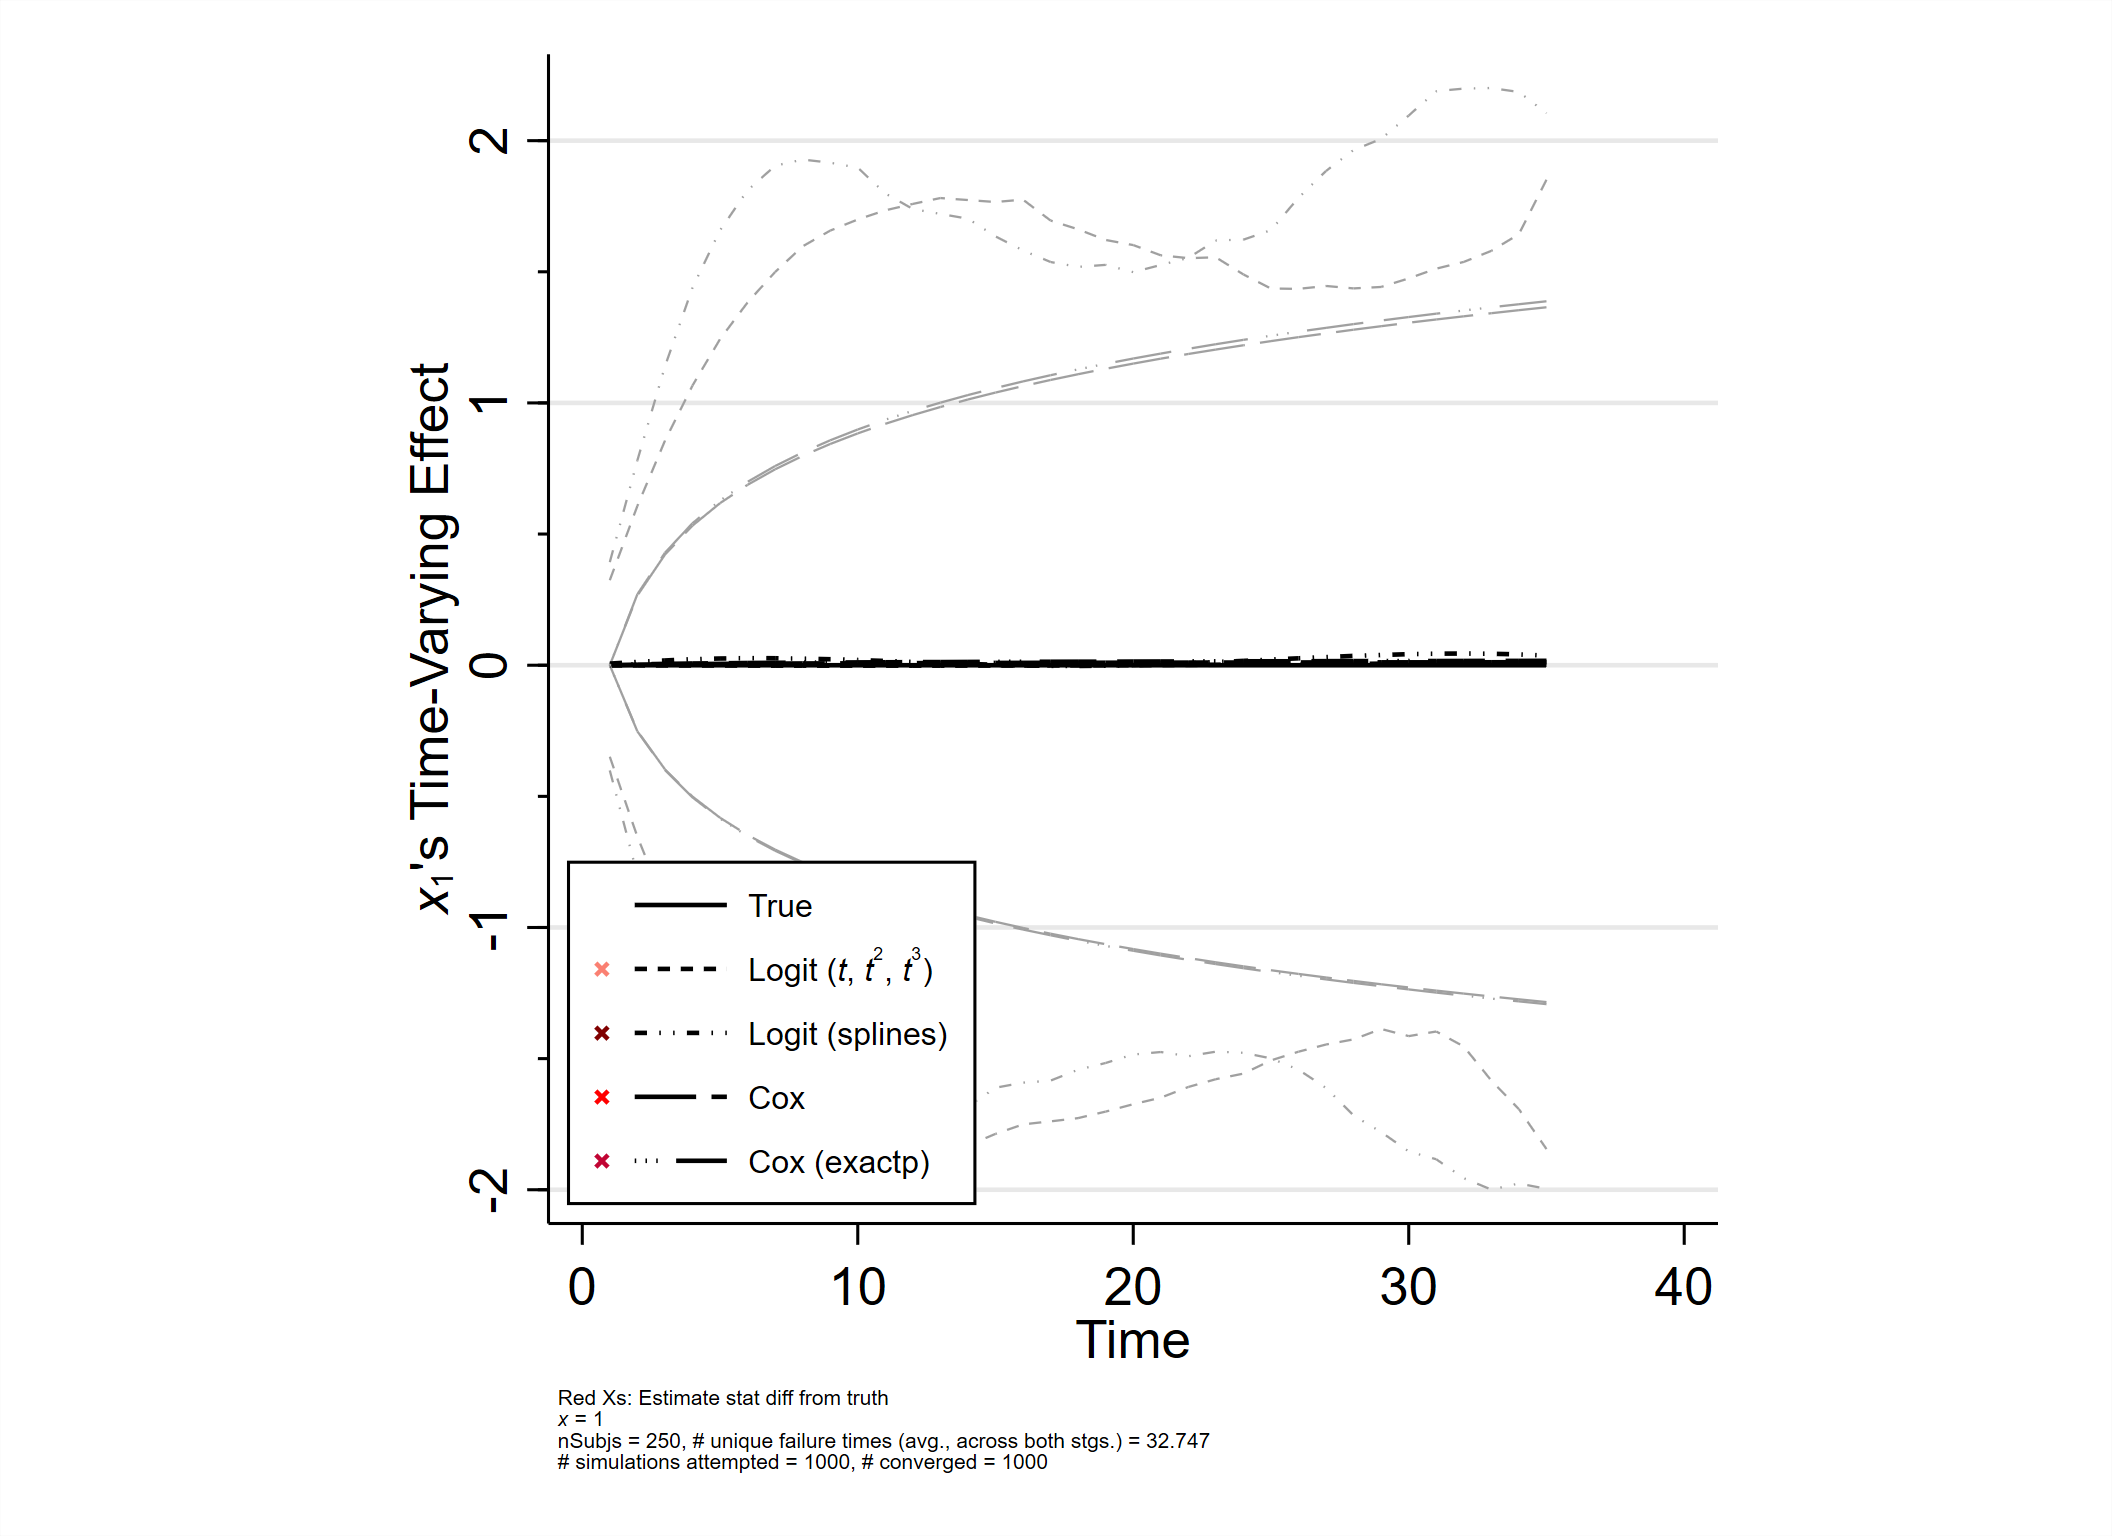 x₁'s Time-Varying Effect
2
1
0
-1
-2
True
Logit (t, t², t³)
Logit (splines)
Cox
Cox (exactp)
0 10 20 30 40
Time
Red Xs: Estimate stat diff from truth
x = 1
nSubjs = 250, # unique failure times (avg., across both stgs.) = 32.747
# simulations attempted = 1000, # converged = 1000